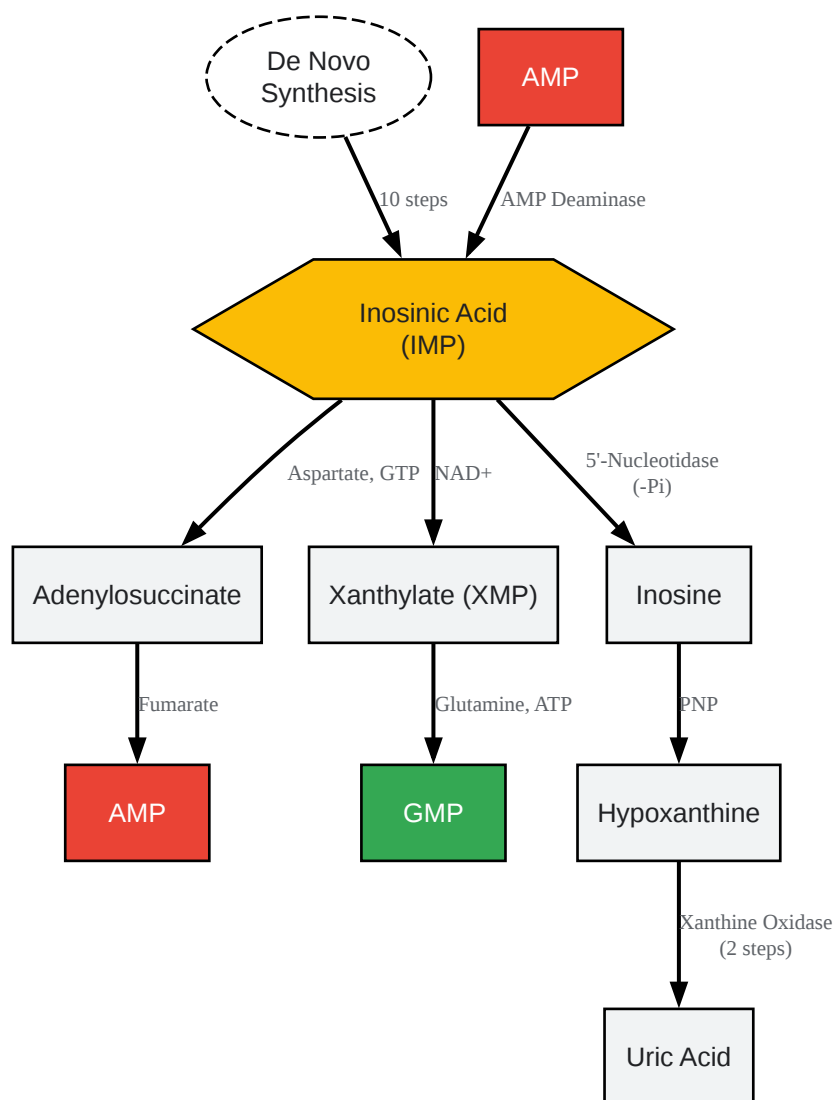 De Novo
Synthesis
AMP
10 steps
AMP Deaminase
Inosinic Acid
(IMP)
Aspartate, GTP
NAD+
5'-Nucleotidase
(-Pi)
Adenylosuccinate
Xanthylate (XMP)
Inosine
Fumarate
Glutamine, ATP
PNP
AMP
GMP
Hypoxanthine
Xanthine Oxidase
(2 steps)
Uric Acid